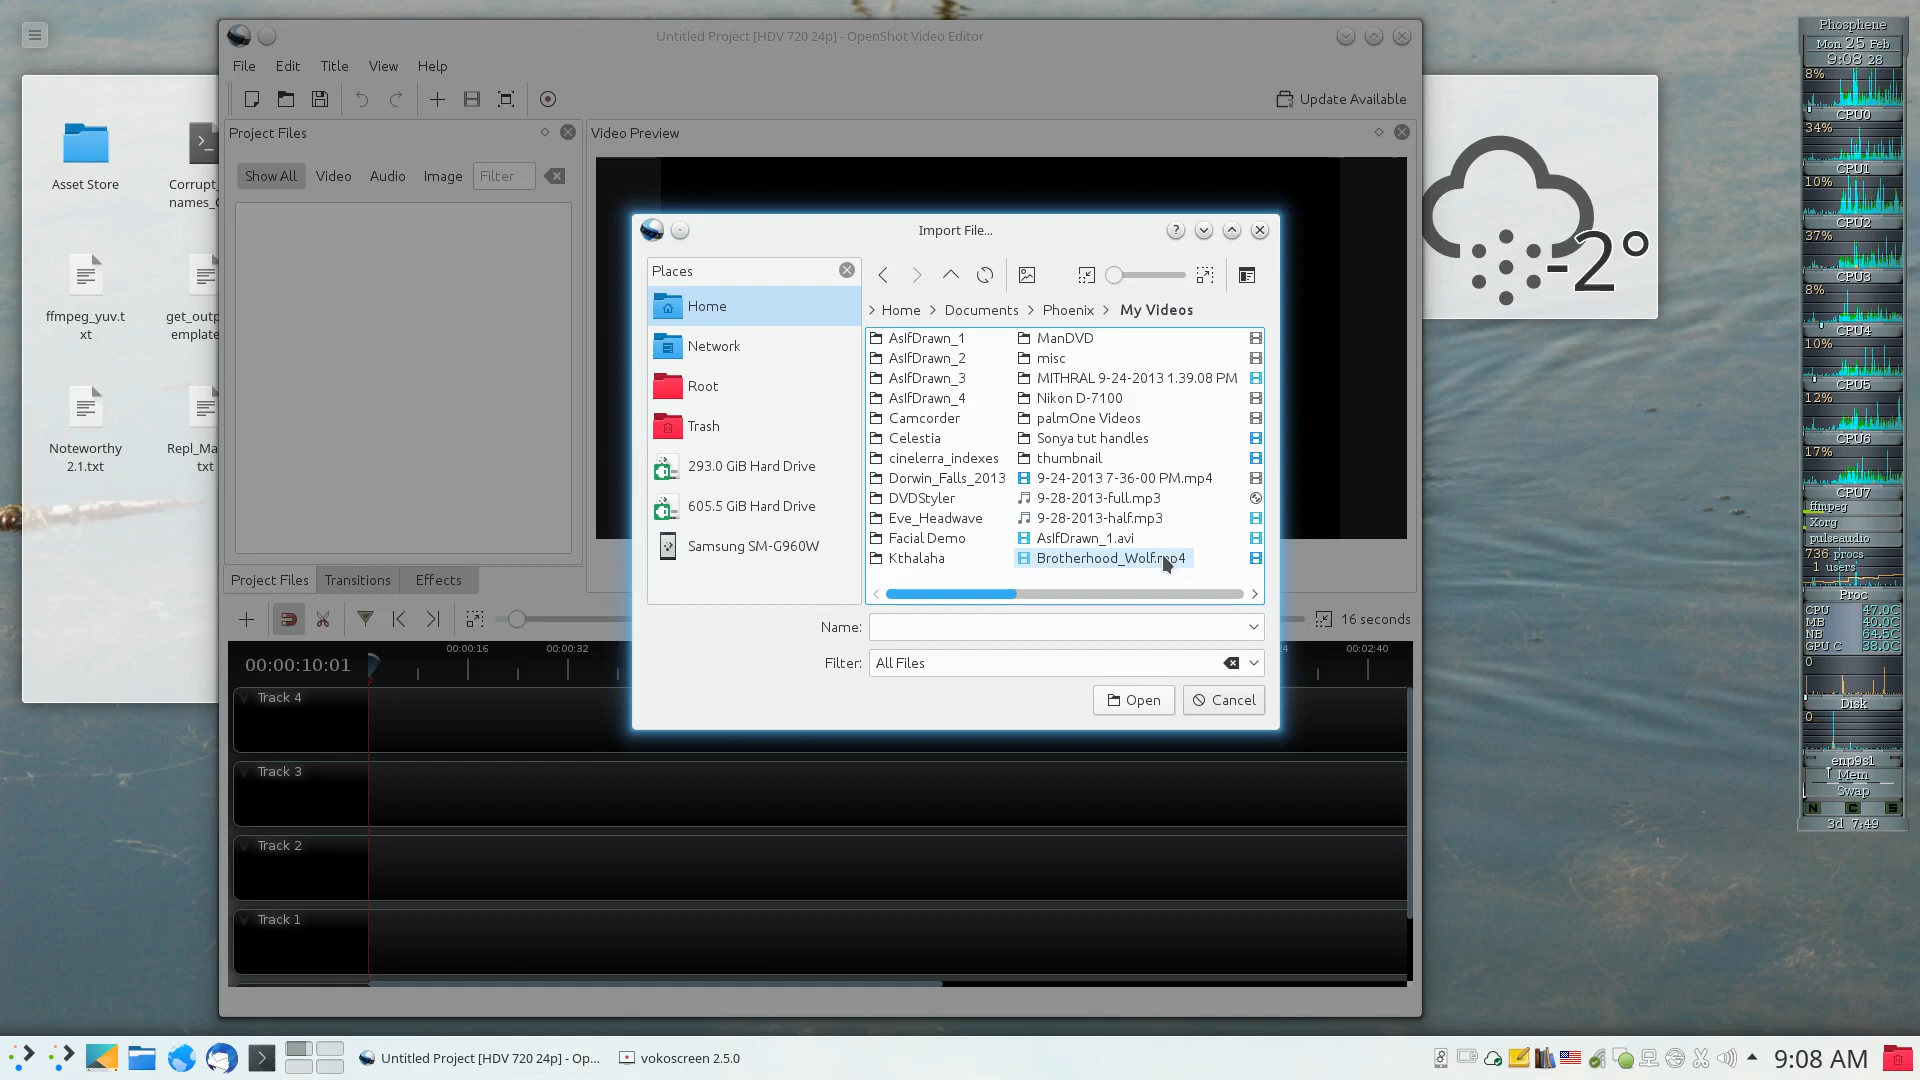 Untitled Project [HDV 720 24p] - OpenShot Video Editor
File Edit Title View Help
Update Available
Project Files
Video Preview
Show All Video Audio Image Filter
Asset Store
Corrupt_
names_
ffmpeg_yuv.t
xt
get_outp
emplate
Noteworthy
2.1.txt
Repl_Ma
txt
Import File...
Places
Home
Network
Root
Trash
293.0 GiB Hard Drive
605.5 GiB Hard Drive
Samsung SM-G960W
Home Documents Phoenix My Videos
AsIfDrawn_1
AsIfDrawn_2
AsIfDrawn_3
AsIfDrawn_4
Camcorder
Celestia
cinelerra_indexes
Dorwin_Falls_2013
DVDStyler
Eve_Headwave
Facial Demo
Kthalaha
ManDVD
misc
MITHRAL 9-24-2013 1.39.08 PM
Nikon D-7100
palmOne Videos
Sonya tut handles
thumbnail
9-24-2013 7-36-00 PM.mp4
9-28-2013-full.mp3
9-28-2013-half.mp3
AsIfDrawn_1.avi
Brotherhood_Wolf.mp4
Name:
Filter: All Files
Open Cancel
Project Files Transitions Effects
16 seconds
00:00:10:01
00:00:16
00:00:32
00:02:40
Track 4
Track 3
Track 2
Track 1
-2°
Phosphene
Mon 25 Feb
9:08 28
8%
CPU0
34%
CPU1
10%
CPU2
37%
CPU3
8%
CPU4
10%
CPU5
12%
CPU6
17%
CPU7
ffmpeg
Xorg
pulseaudio
736 procs
1 users
Proc
CPU 47.0C
MB 40.0C
NB 64.5C
GPU C 38.0C
0
Disk
0
enp9s1
Mem
Swap
N C S
3d 7:49
Untitled Project [HDV 720 24p] - Op...
vokoscreen 2.5.0
9:08 AM